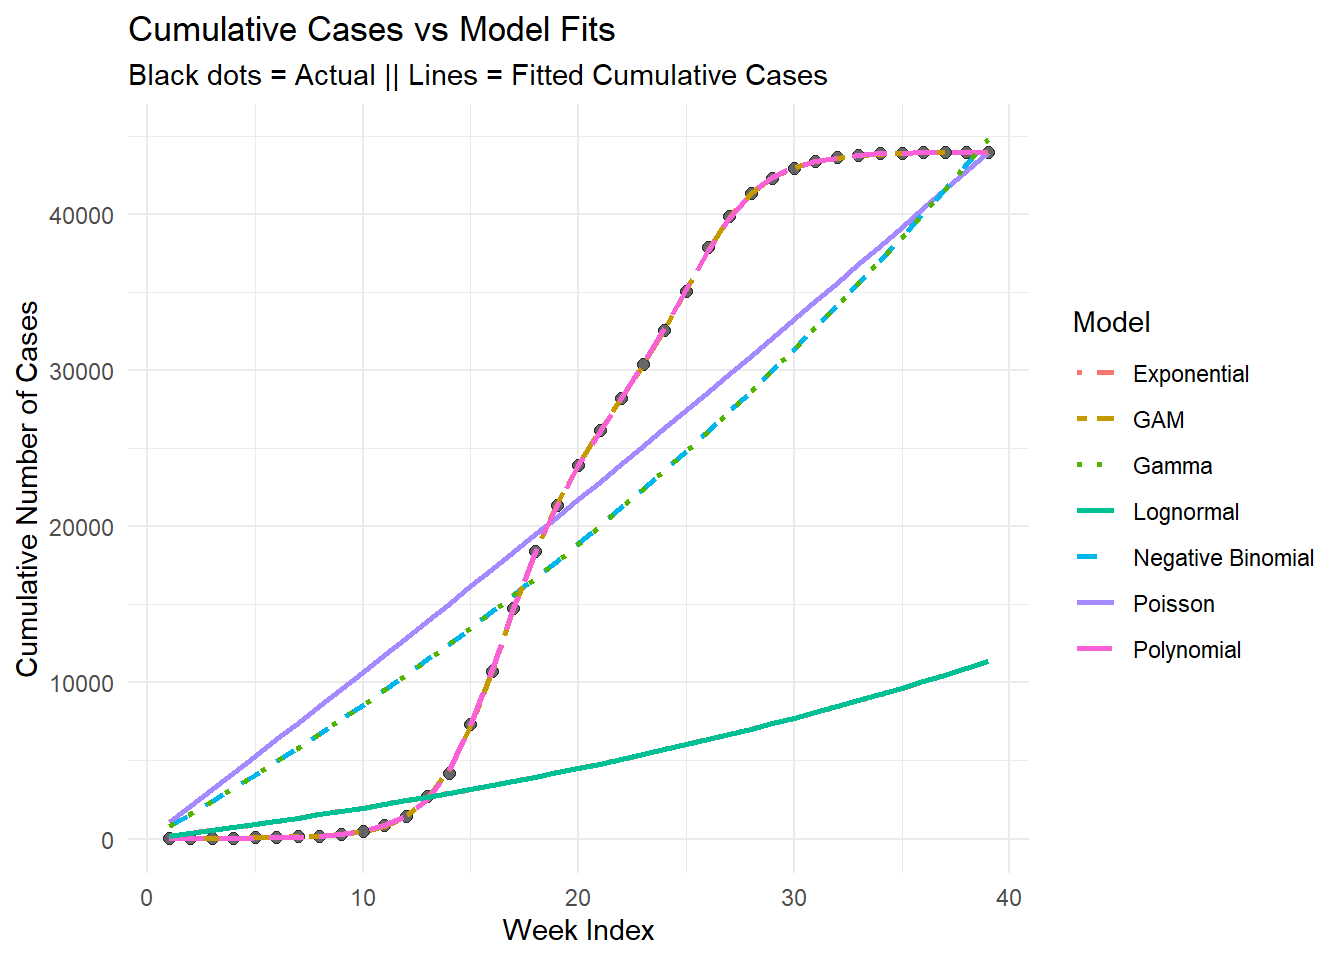 Cumulative Cases vs Model Fits
Black dots = Actual || Lines = Fitted Cumulative Cases
Cumulative Number of Cases
40000
30000
20000
10000
0
0 10 20 30 40
Week Index
Model
Exponential
GAM
Gamma
Lognormal
Negative Binomial
Poisson
Polynomial